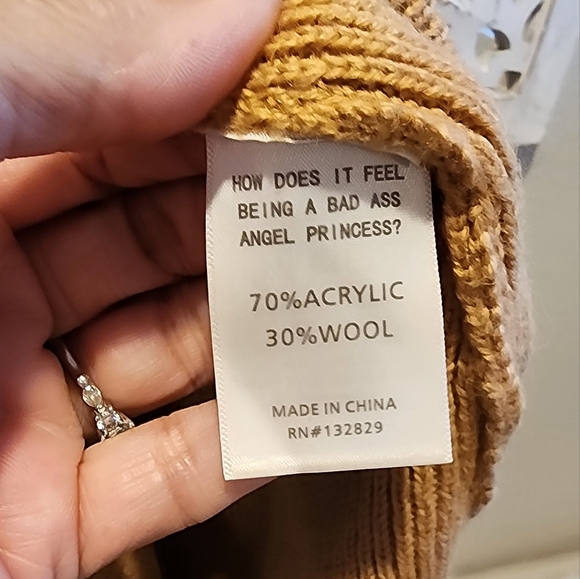 HOW DOES IT FEEL
BEING A BAD ASS
ANGEL PRINCESS?
70%ACRYLIC
30%WOOL
MADE IN CHINA
RN#132829